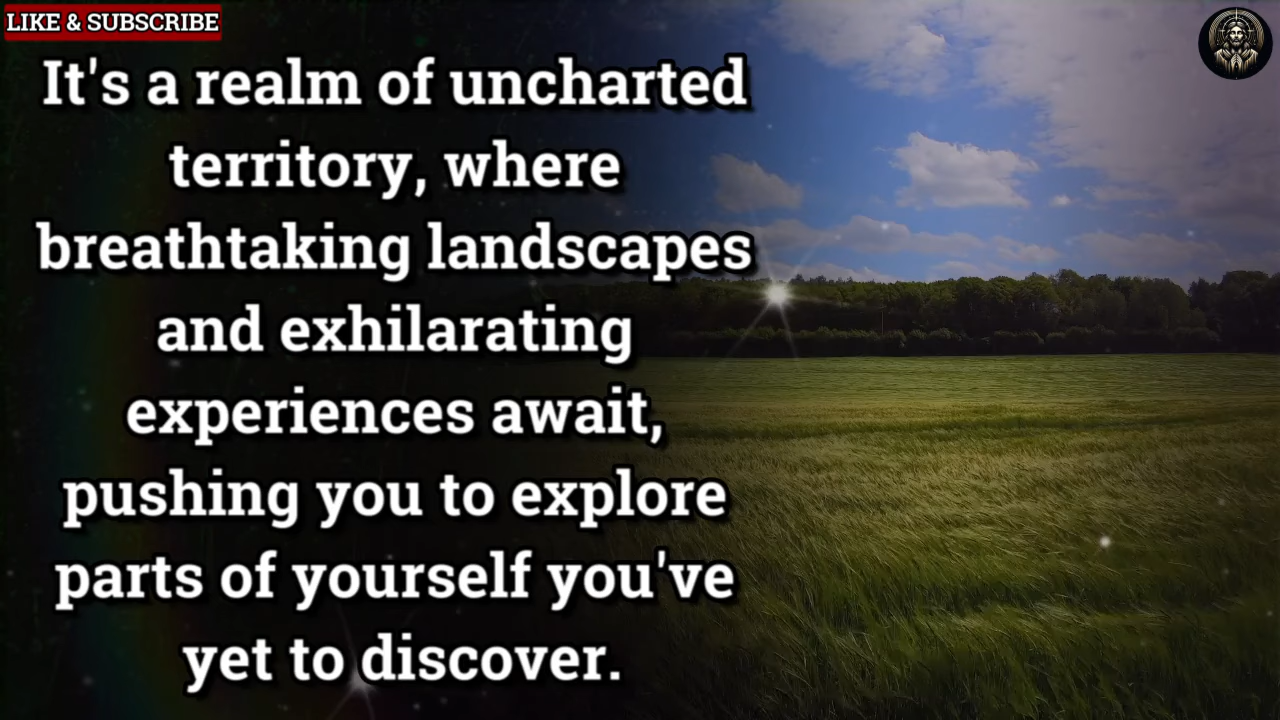 LIKE & SUBSCRIBE
It's a realm of uncharted
territory, where
breathtaking landscapes
and exhilarating
experiences await,
pushing you to explore
parts of yourself you've
yet to discover.